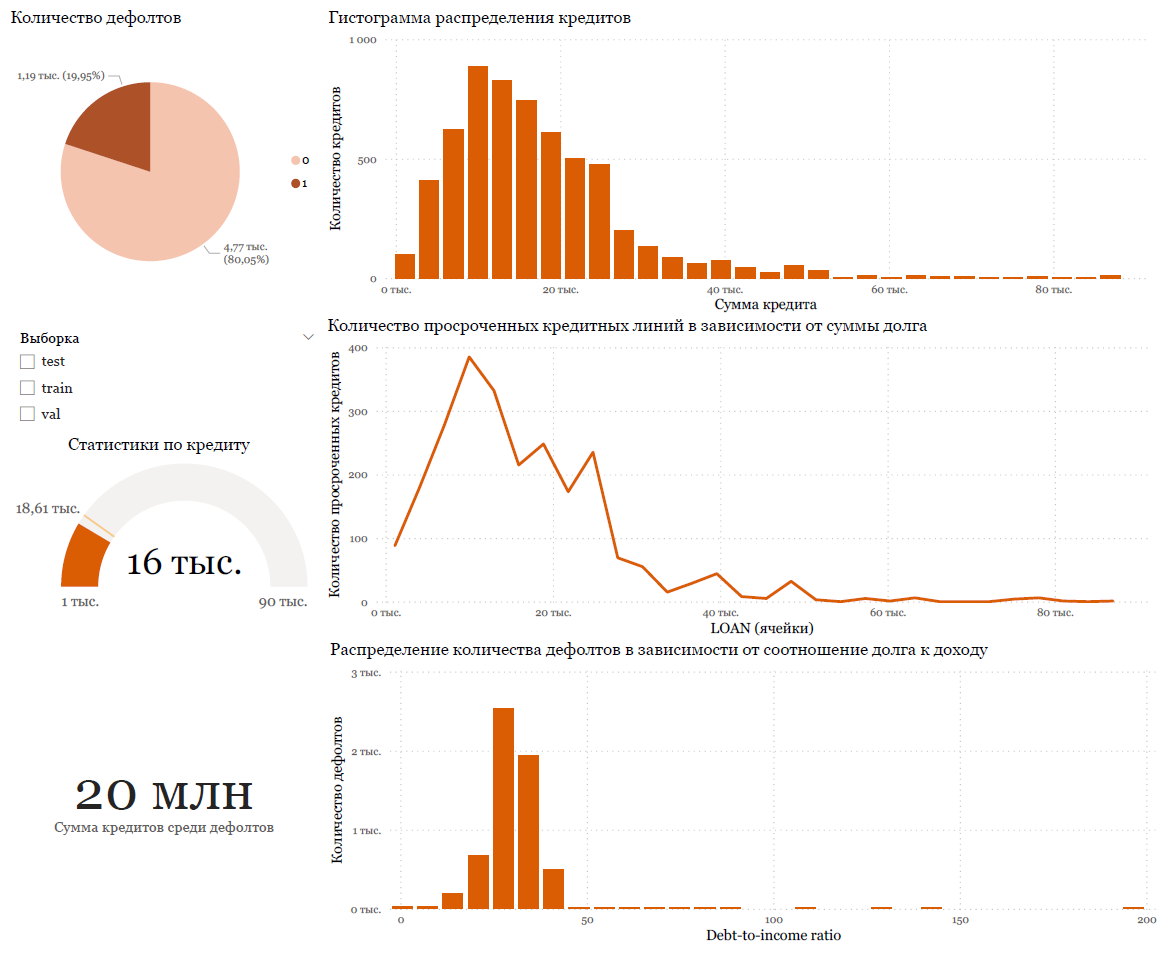 Количество дефолтов
1,19 тыс. (19,95%)
0
1
4,77 тыс.
(80,05%)
Гистограмма распределения кредитов
Количество кредитов
1 000
500
0
0 тыс.
20 тыс.
40 тыс.
60 тыс.
80 тыс.
Сумма кредита
Выборка
test
train
val
Количество просроченных кредитных линий в зависимости от суммы долга
Количество просроченных кредитов
400
300
200
100
0
0 тыс.
20 тыс.
40 тыс.
60 тыс.
80 тыс.
LOAN (ячейки)
Статистики по кредиту
18,61 тыс.
16 тыс.
1 тыс.
90 тыс.
Распределение количества дефолтов в зависимости от соотношение долга к доходу
Количество дефолтов
3 тыс.
2 тыс.
1 тыс.
0 тыс.
0
50
100
150
200
Debt-to-income ratio
20 млн
Сумма кредитов среди дефолтов